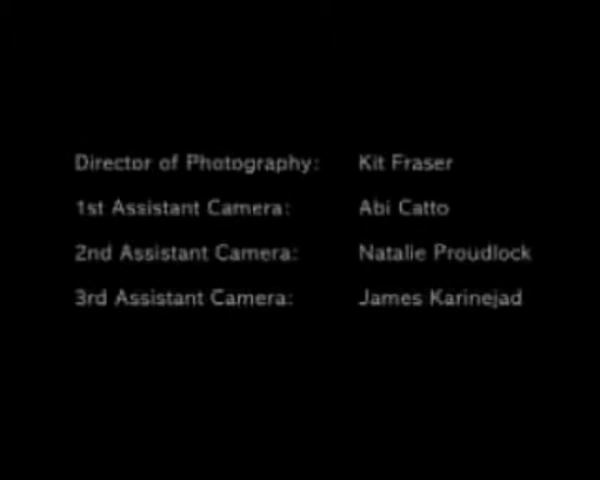 Director of Photography: Kit Fraser
1st Assistant Camera: Abi Catto
2nd Assistant Camera: Natalie Proudlock
3rd Assistant Camera: James Karinejad